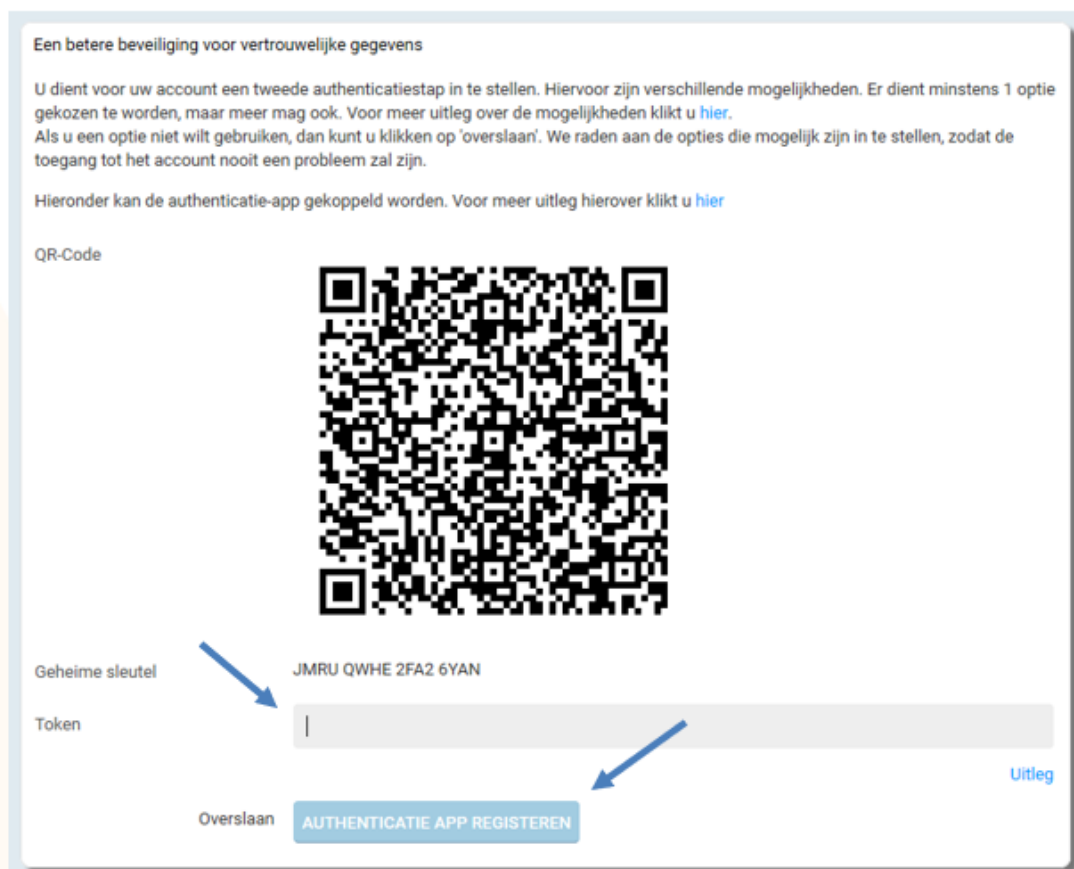 Een betere beveiliging voor vertrouwelijke gegevens
U dient voor uw account een tweede authenticatiestap in te stellen. Hiervoor zijn verschillende mogelijkheden. Er dient minstens 1 optie
gekozen te worden, maar meer mag ook. Voor meer uitleg over de mogelijkheden klikt u hier.
Als u een optie niet wilt gebruiken, dan kunt u klikken op 'overslaan'. We raden aan de opties die mogelijk zijn in te stellen, zodat de
toegang tot het account nooit een probleem zal zijn.
Hieronder kan de authenticatie-app gekoppeld worden. Voor meer uitleg hierover klikt u hier
QR-Code
Geheime sleutel JMRU QWHE 2FA2 6YAN
Token
Uitleg
Overslaan AUTHENTICATIE APP REGISTEREN